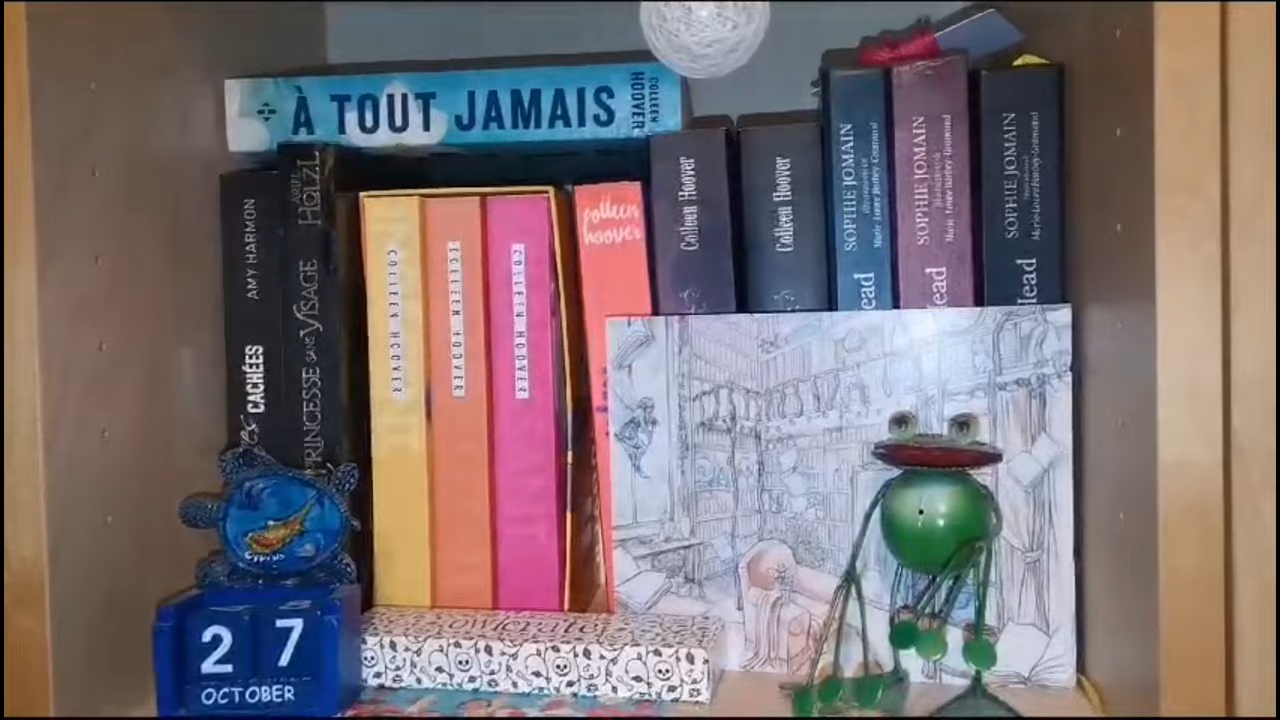 À TOUT JAMAIS
COLLEEN
HOOVER
AMY HARMON
CACHÉES
ARIEL
HOLZL
PRINCESSE SANS VISAGE
COLLEEN HOOVER
COLLEEN HOOVER
COLLEEN HOOVER
colleen
hoover
Colleen Hoover
Colleen Hoover
SOPHIE JOMAIN
SOPHIE JOMAIN
SOPHIE JOMAIN
Cyprus
27
OCTOBER